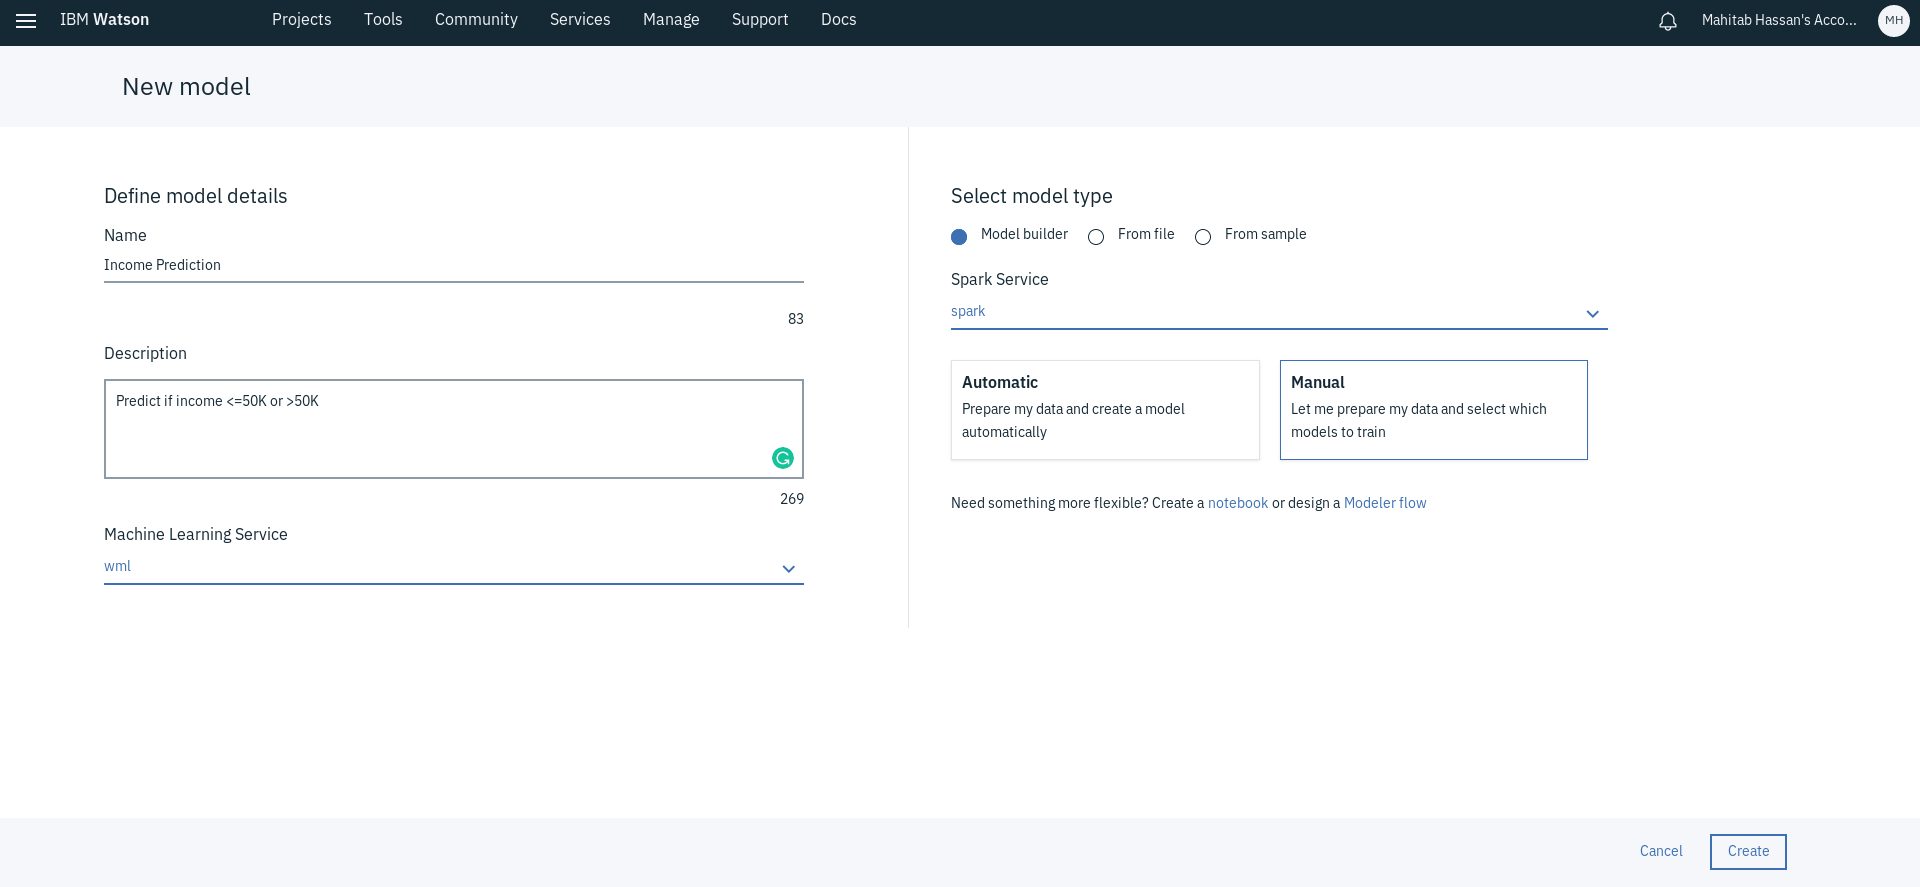 IBM Watson Projects Tools Community Services Manage Support Docs Mahitab Hassan's Acco... MH
New model
Define model details
Name
Income Prediction
83
Description
Predict if income <=50K or >50K
269
Machine Learning Service
wml
Select model type
Model builder From file From sample
Spark Service
spark
Automatic
Prepare my data and create a model
automatically
Manual
Let me prepare my data and select which
models to train
Need something more flexible? Create a notebook or design a Modeler flow
Cancel Create